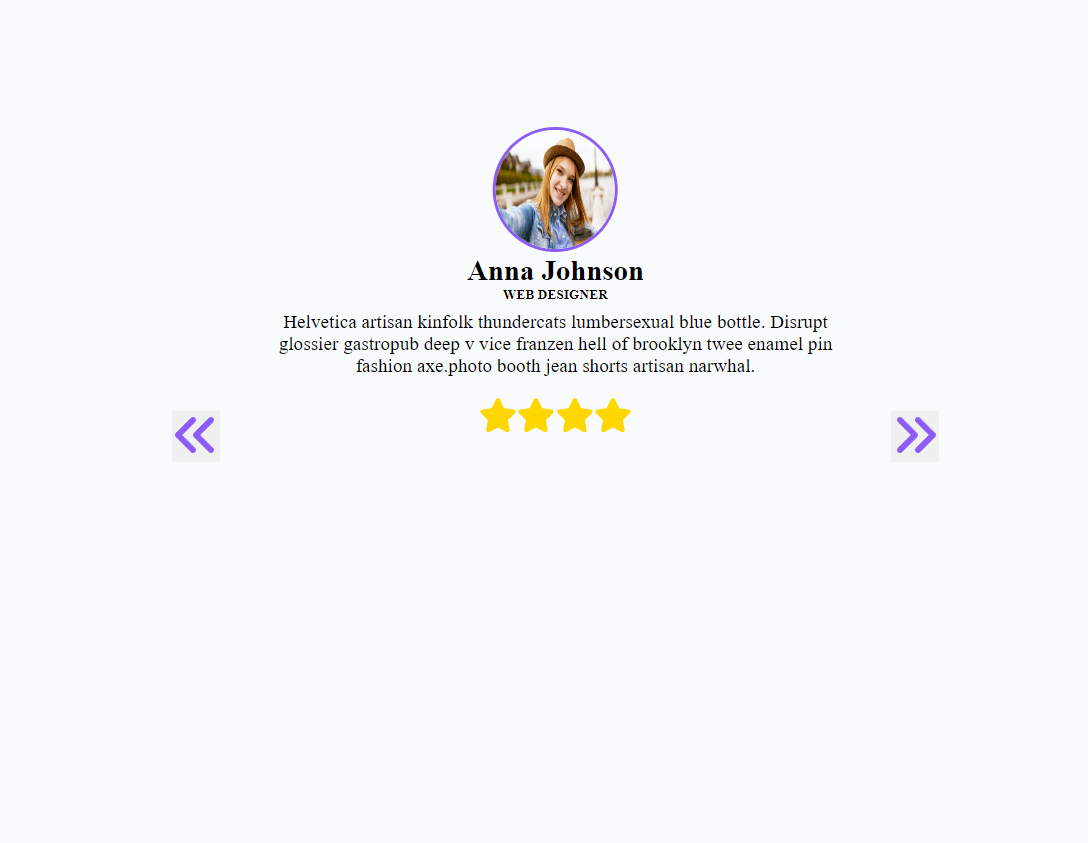 Anna Johnson
WEB DESIGNER
Helvetica artisan kinfolk thundercats lumbersexual blue bottle. Disrupt
glossier gastropub deep v vice franzen hell of brooklyn twee enamel pin
fashion axe.photo booth jean shorts artisan narwhal.